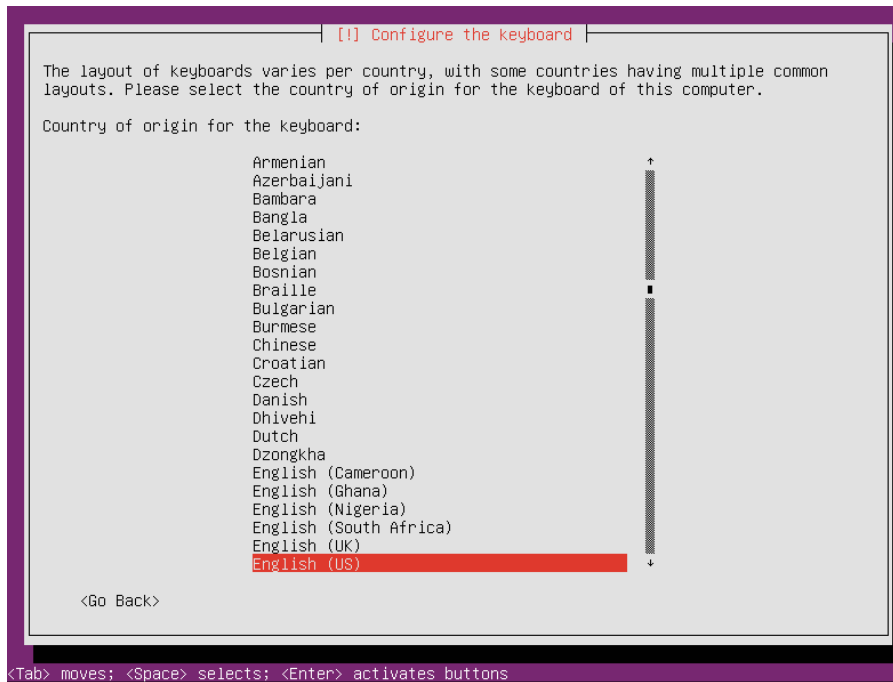 [!] Configure the keyboard
The layout of keyboards varies per country, with some countries having multiple common
layouts. Please select the country of origin for the keyboard of this computer.
Country of origin for the keyboard:
Armenian
Azerbaijani
Bambara
Bangla
Belarusian
Belgian
Bosnian
Braille
Bulgarian
Burmese
Chinese
Croatian
Czech
Danish
Dhivehi
Dutch
Dzongkha
English (Cameroon)
English (Ghana)
English (Nigeria)
English (South Africa)
English (UK)
English (US)
<Go Back>
<Tab> moves; <Space> selects; <Enter> activates buttons